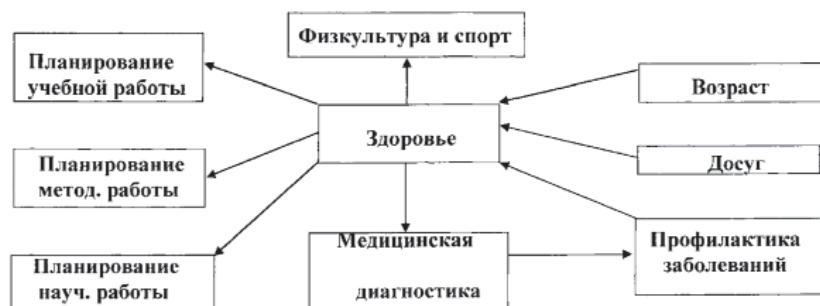 Физкультура и спорт
Планирование
учебной работы
Возраст
Здоровье
Планирование
метод. работы
Досуг
Медицинская
диагностика
Профилактика
заболеваний
Планирование
науч. работы